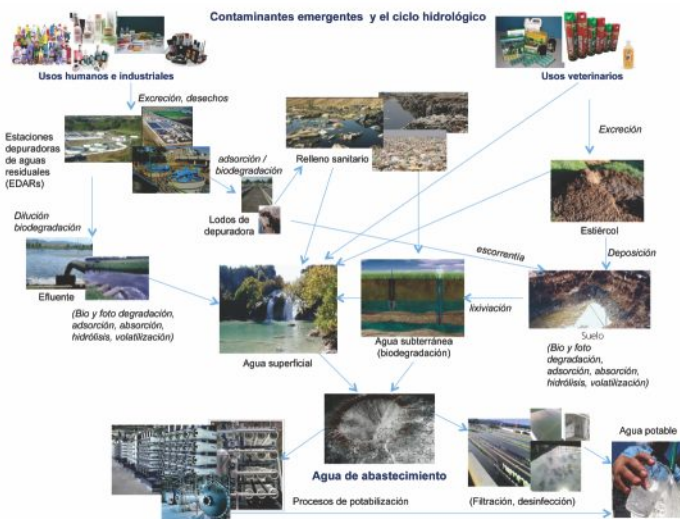 Contaminantes emergentes y el ciclo hidrológico
Usos humanos e industriales
Usos veterinarios
Excreción, desechos
Excreción
Estaciones
depuradoras
de aguas
residuales
(EDARs)
adsorción /
biodegradación)
Relleno sanitario
Lodos de
depuradora
Estiércol
Dilución
biodegradación)
escorrentía
Deposición
Efluente
(Bio y foto degradación,
adsorción, absorción,
hidrólisis, volatilización)
Agua superficial
Agua subterránea
(biodegradación)
lixiviación
Suelo
(Bio y foto
degradación,
adsorción, absorción,
hidrólisis, volatilización)
Agua potable
Agua de abastecimiento
Procesos de potabilización
(Filtración, desinfección)